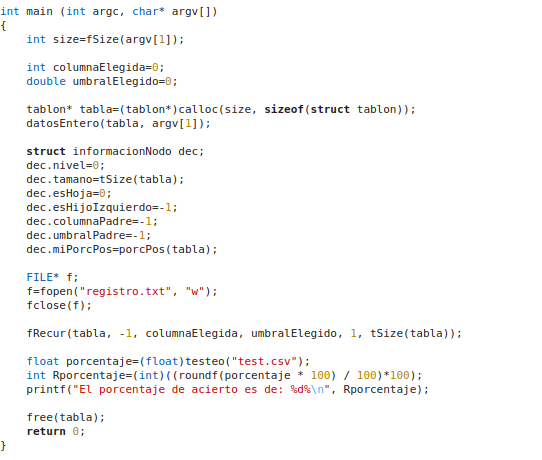 int main (int argc, char* argv[])
{
int size=fSize(argv[1]);
int columnaElegida=0;
double umbralElegido=0;
tablon* tabla=(tablon*)calloc(size, sizeof(struct tablon));
datosEntero(tabla, argv[1]);
struct informacionNodo dec;
dec.nivel=0;
dec.tamano=tSize(tabla);
dec.esHoja=0;
dec.esHijoIzquierdo=-1;
dec.columnaPadre=-1;
dec.umbralPadre=-1;
dec.miPorcPos=porcPos(tabla);
FILE* f;
f=fopen("registro.txt", "w");
fclose(f);
fRecur(tabla, -1, columnaElegida, umbralElegido, 1, tSize(tabla));
float porcentaje=(float)testeo("test.csv");
int Rporcentaje=(int)((roundf(porcentaje * 100) / 100)*100);
printf("El porcentaje de acierto es de: %d%\n", Rporcentaje);
free(tabla);
return 0;
}